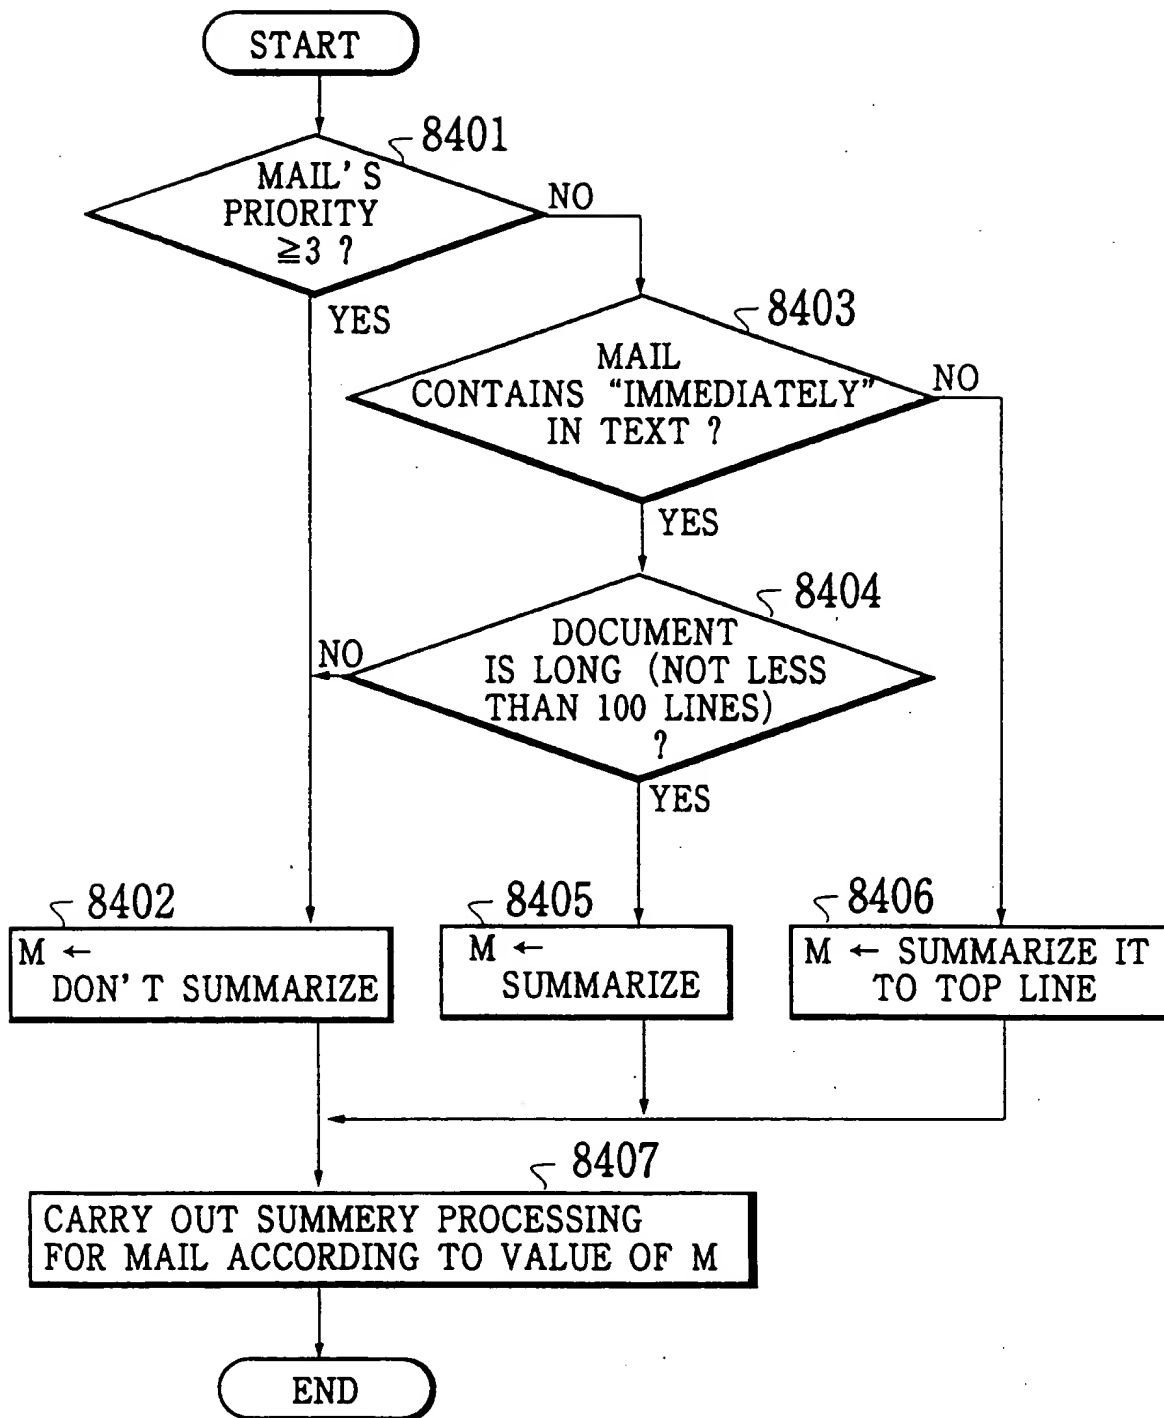 START
8401
MAIL'S
PRIORITY
≧3 ?
NO
YES
8403
MAIL
CONTAINS “IMMEDIATELY”
IN TEXT ?
NO
YES
8404
DOCUMENT
IS LONG (NOT LESS
THAN 100 LINES)
?
NO
YES
8402
M ←
DON'T SUMMARIZE
8405
M ←
SUMMARIZE
8406
M ← SUMMARIZE IT
TO TOP LINE
8407
CARRY OUT SUMMERY PROCESSING
FOR MAIL ACCORDING TO VALUE OF M
END